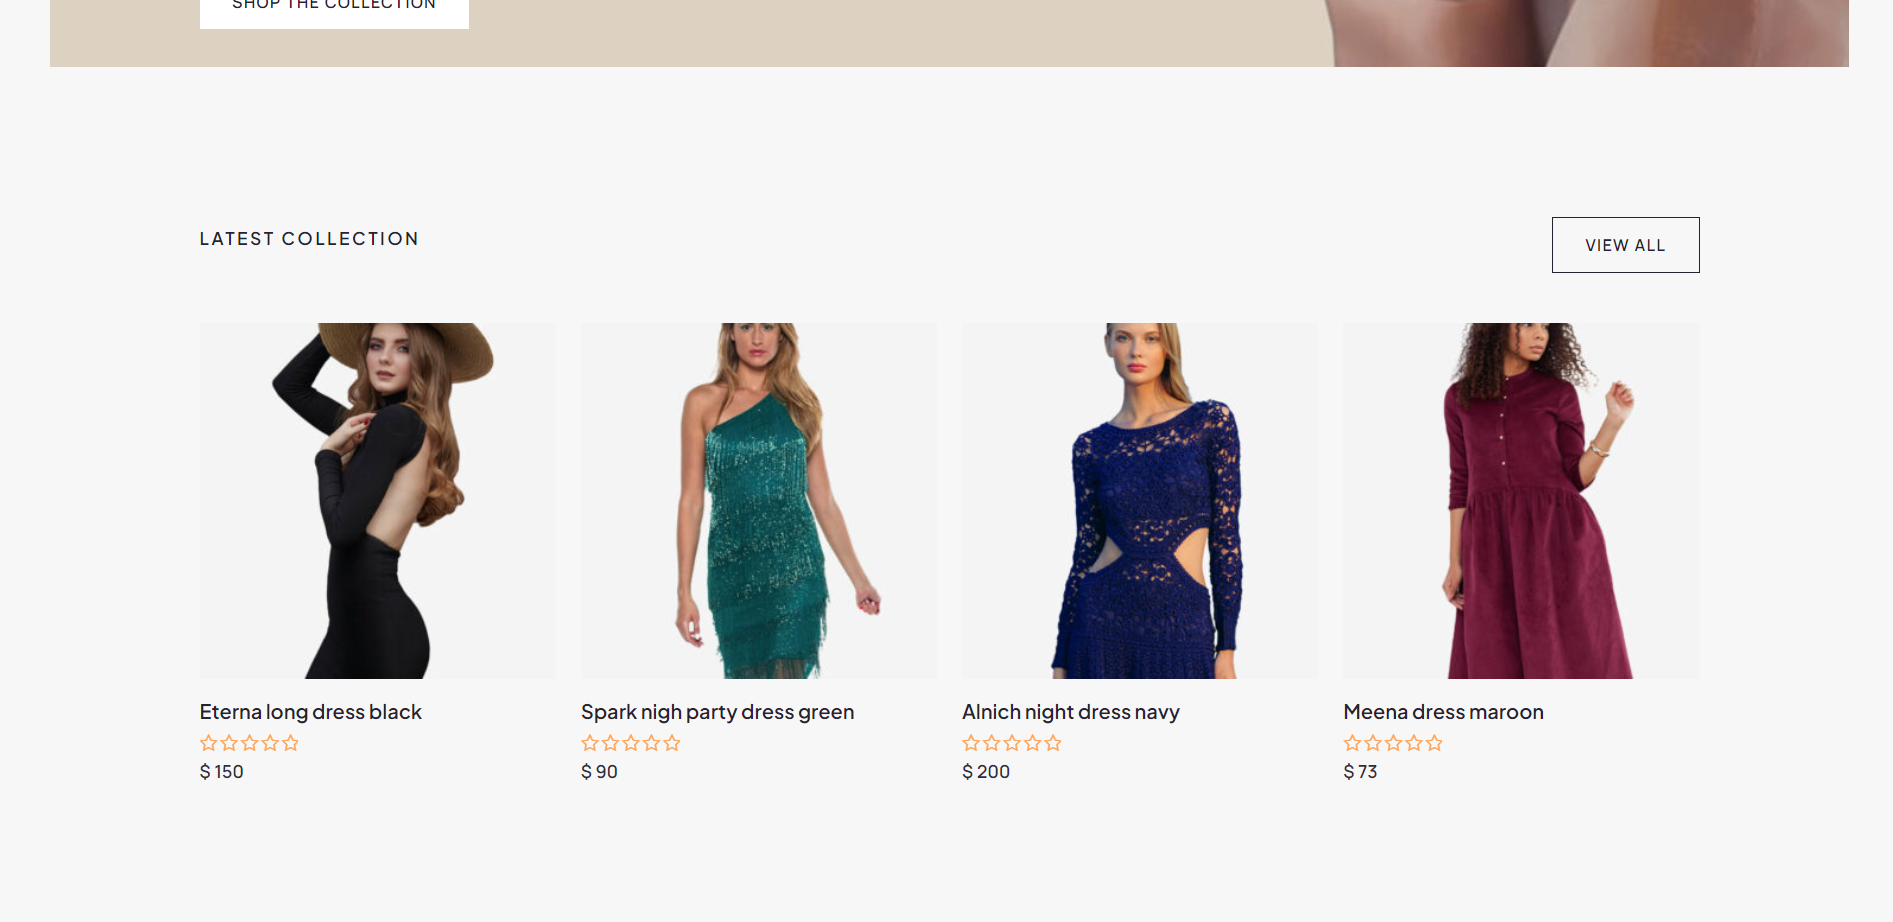 SHOP THE COLLECTION
LATEST COLLECTION
VIEW ALL
Eterna long dress black
$ 150
Spark nigh party dress green
$ 90
Alnich night dress navy
$ 200
Meena dress maroon
$ 73